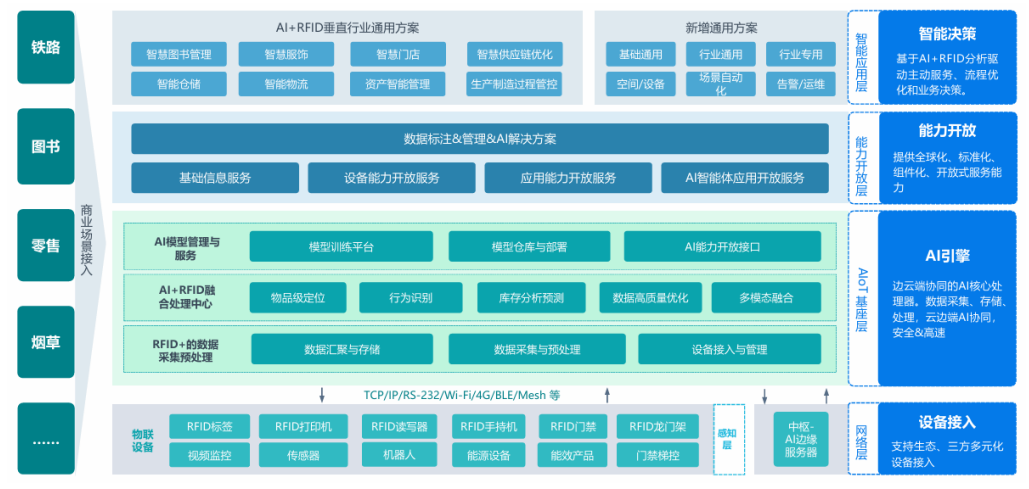 铁路
图书
零售
烟草
......
商业场景接入
AI+RFID垂直行业通用方案
智慧图书管理
智慧服饰
智慧门店
智慧供应链优化
智能仓储
智能物流
资产智能管理
生产制造过程管控
新增通用方案
基础通用
行业通用
行业专用
空间/设备
场景自动
化
告警/运维
智能应用层
智能决策
基于AI+RFID分析驱
动主动服务、流程优
化和业务决策。
数据标注&管理&AI解决方案
基础信息服务
设备能力开放服务
应用能力开放服务
AI智能体应用开放服务
能力开放层
能力开放
提供全球化、标准化、
组件化、开放式服务能
力
AI模型管理与
服务
模型训练平台
模型仓库与部署
AI能力开放接口
AI+RFID融
合处理中心
物品级定位
行为识别
库存分析预测
数据高质量优化
多模态融合
RFID+的数据
采集预处理
数据汇聚与存储
数据采集与预处理
设备接入与管理
AIoT基座层
AI引擎
边云端协同的AI核心处
理器。数据采集、存储、
处理，云边端AI协同，
安全&高速
TCP/IP/RS-232/Wi-Fi/4G/BLE/Mesh 等
物联
设备
RFID标签
RFID打印机
RFID读写器
RFID手持机
RFID门禁
RFID龙门架
视频监控
传感器
机器人
能源设备
能效产品
门禁梯控
感知
层
中枢-
AI边缘
服务器
网络层
设备接入
支持生态、三方多元化
设备接入